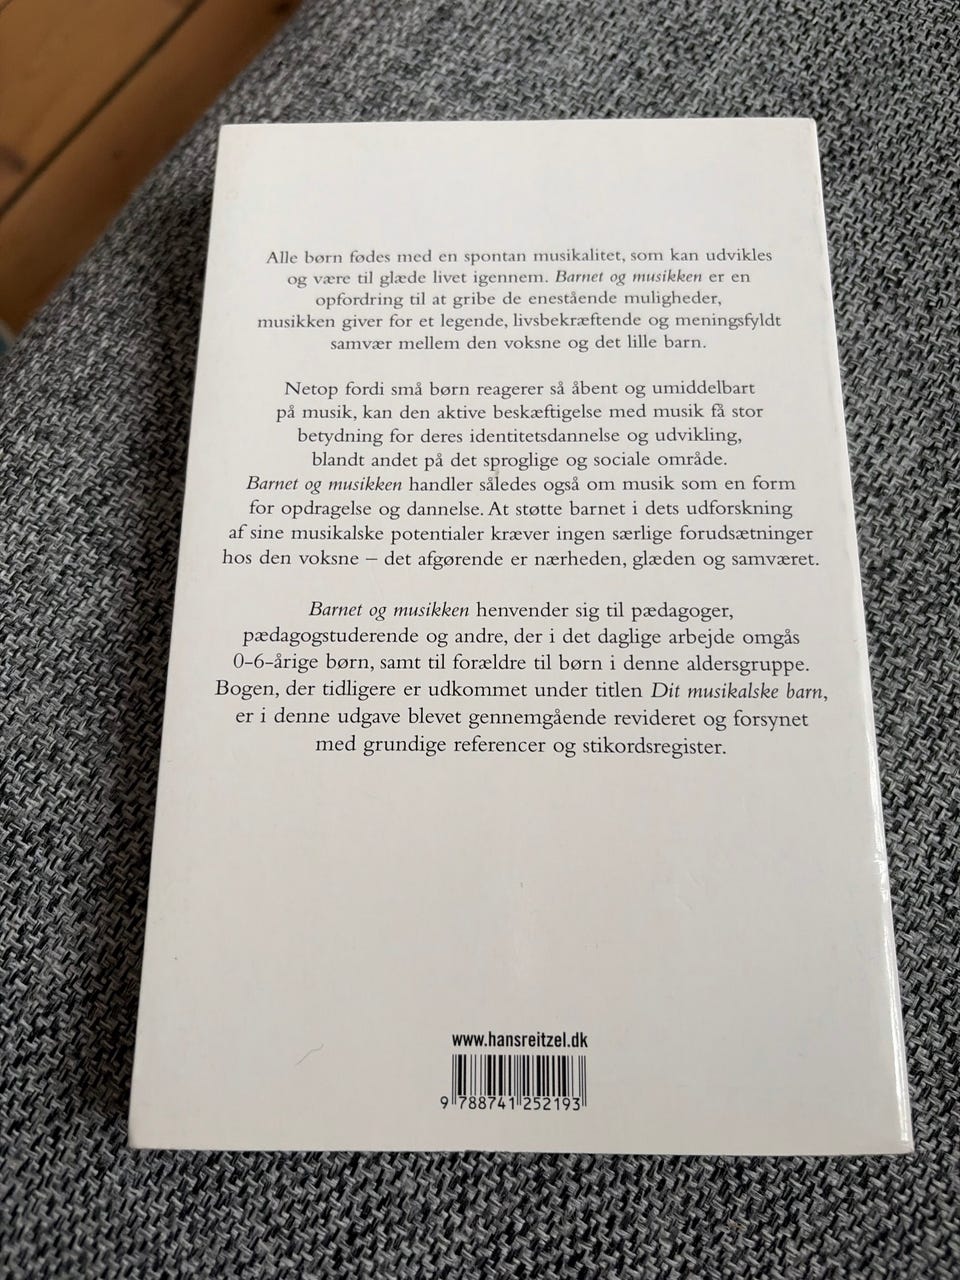 Alle børn fødes med en spontan musikalitet, som kan udvikles
og være til glæde livet igennem. Barnet og musikken er en
opfordring til at gribe de enestående muligheder,
musikken giver for et legende, livsbekræftende og meningsfyldt
samvær mellem den voksne og det lille barn.
Netop fordi små børn reagerer så åbent og umiddelbart
på musik, kan den aktive beskæftigelse med musik få stor
betydning for deres identitetsdannelse og udvikling,
blandt andet på det sproglige og sociale område.
Barnet og musikken handler således også om musik som en form
for opdragelse og dannelse. At støtte barnet i dets udforskning
af sine musikalske potentialer kræver ingen særlige forudsætninger
hos den voksne – det afgørende er nærheden, glæden og samværet.
Barnet og musikken henvender sig til pædagoger,
pædagogstuderende og andre, der i det daglige arbejde omgås
0-6-årige børn, samt til forældre til børn i denne aldersgruppe.
Bogen, der tidligere er udkommet under titlen Dit musikalske barn,
er i denne udgave blevet gennemgående revideret og forsynet
med grundige referencer og stikordsregister.
www.hansreitzel.dk
9 788741 252193